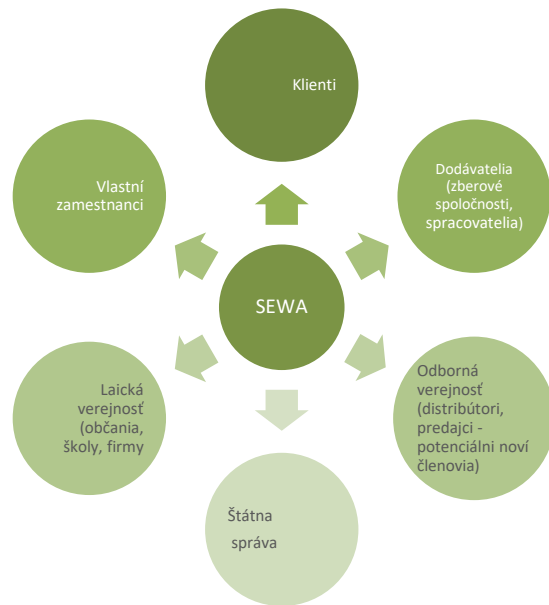 Klienti
Vlastní
zamestnanci
Dodávatelia
(zberové
spoločnosti,
spracovatelia)
SEWA
Laická
verejnosť
(občania,
školy, firmy
Odborná
verejnosť
(distribútori,
predajci -
potenciálni noví
členovia)
Štátna
správa